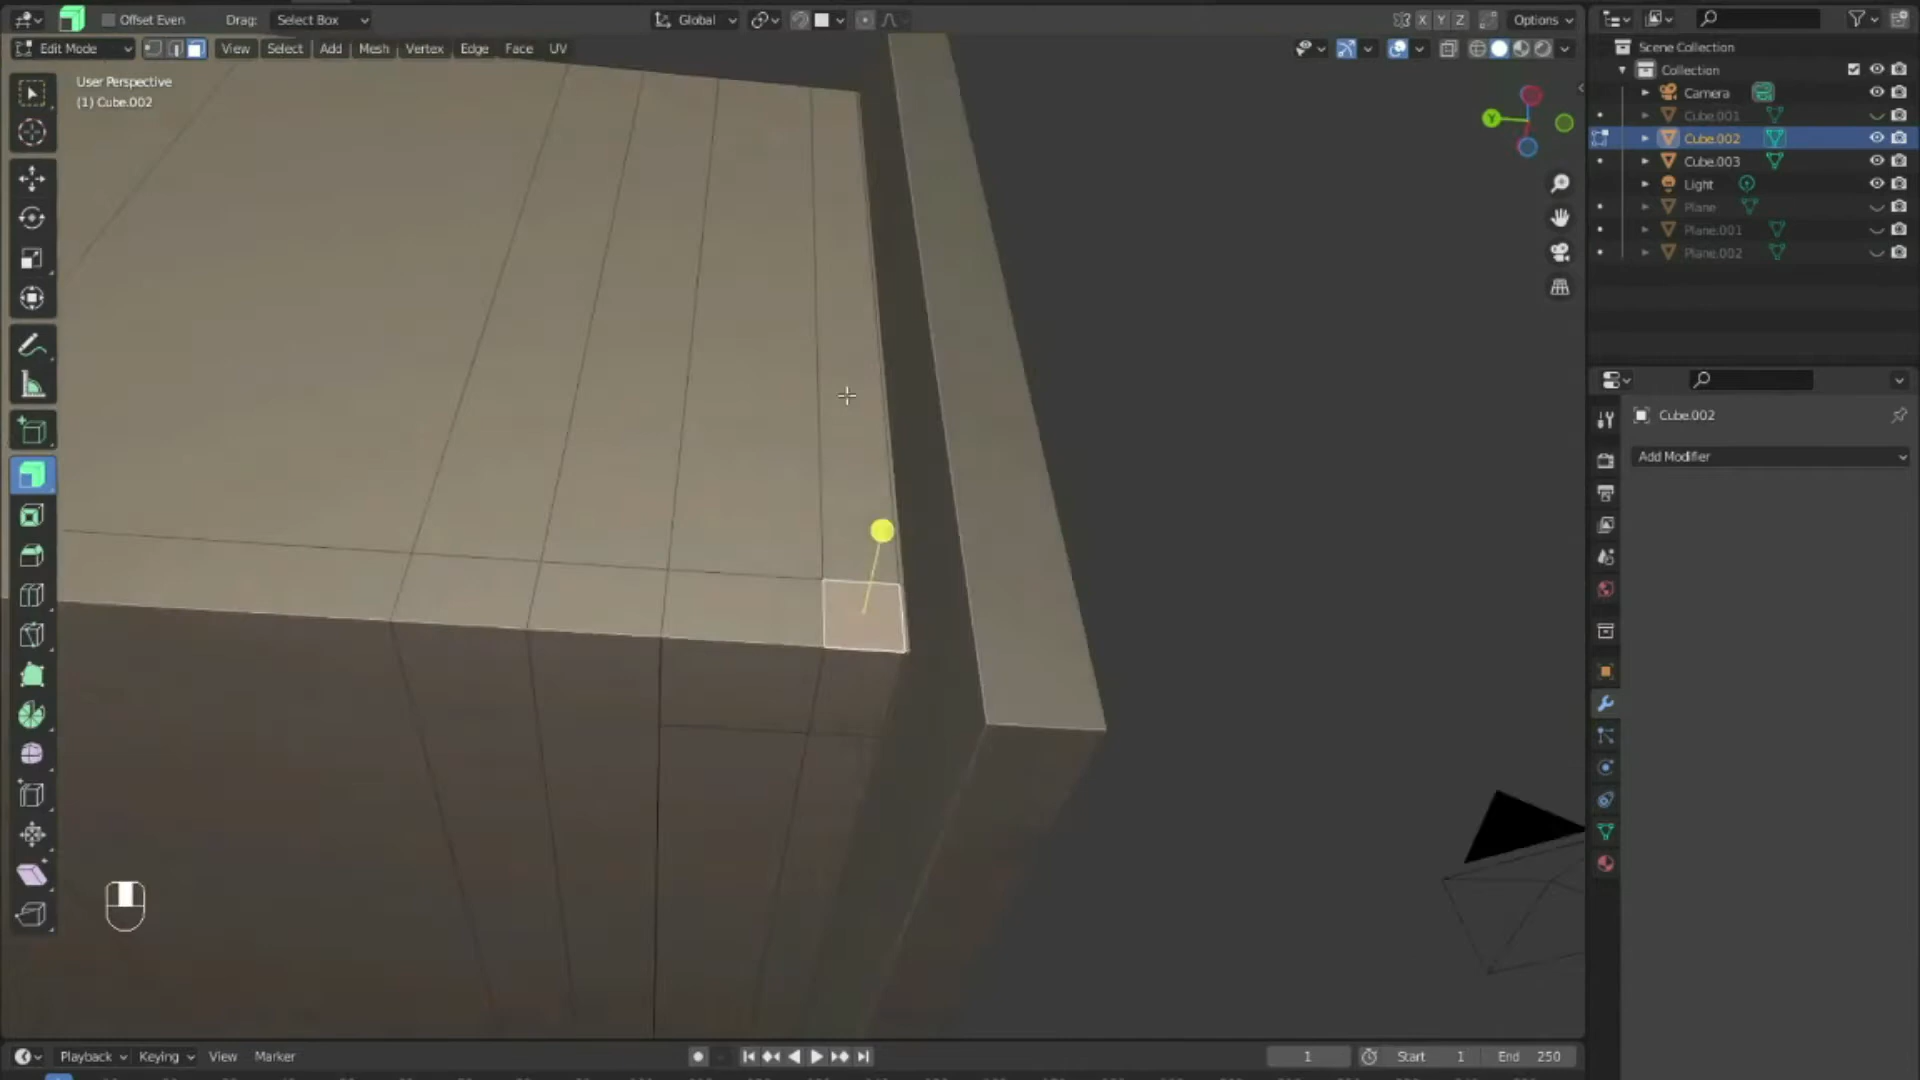 Offset Even Drag: Select Box Global X Y Z Options
Edit Mode View Select Add Mesh Vertex Edge Face UV
User Perspective
(1) Cube.002
Y
Scene Collection
Collection
Camera
Cube.001
Cube.002
Cube.003
Light
Plane
Plane.001
Plane.002
Cube.002
Add Modifier
Playback Keying View Marker 1 Start 1 End 250